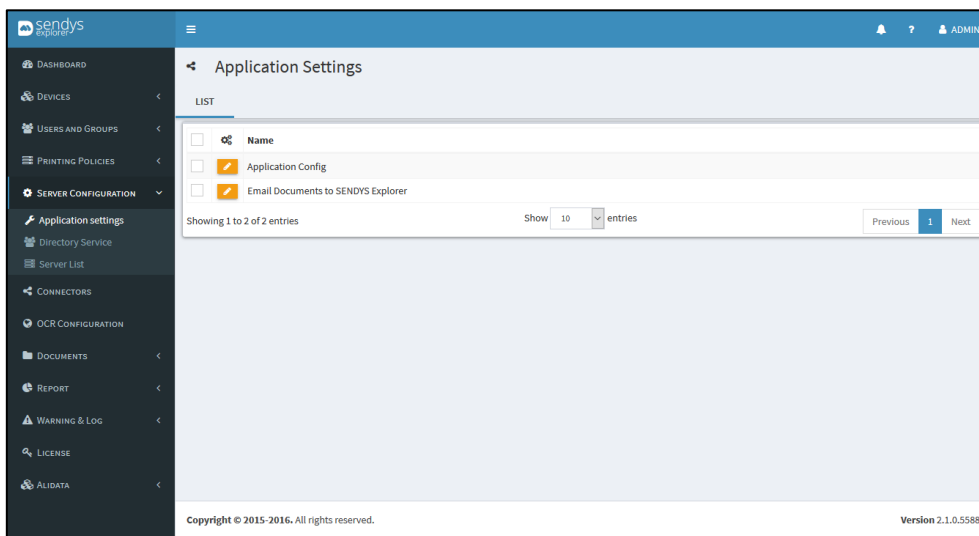 sendys
explorer
? ADMIN
DASHBOARD
Application Settings
DEVICES
LIST
USERS AND GROUPS
Name
PRINTING POLICIES
Application Config
SERVER CONFIGURATION
Email Documents to SENDYS Explorer
Application settings
Showing 1 to 2 of 2 entries
Show 10 entries
Previous 1 Next
Directory Service
Server List
CONNECTORS
OCR CONFIGURATION
DOCUMENTS
REPORT
WARNING & LOG
LICENSE
ALIDATA
Copyright © 2015-2016. All rights reserved.
Version 2.1.0.5588